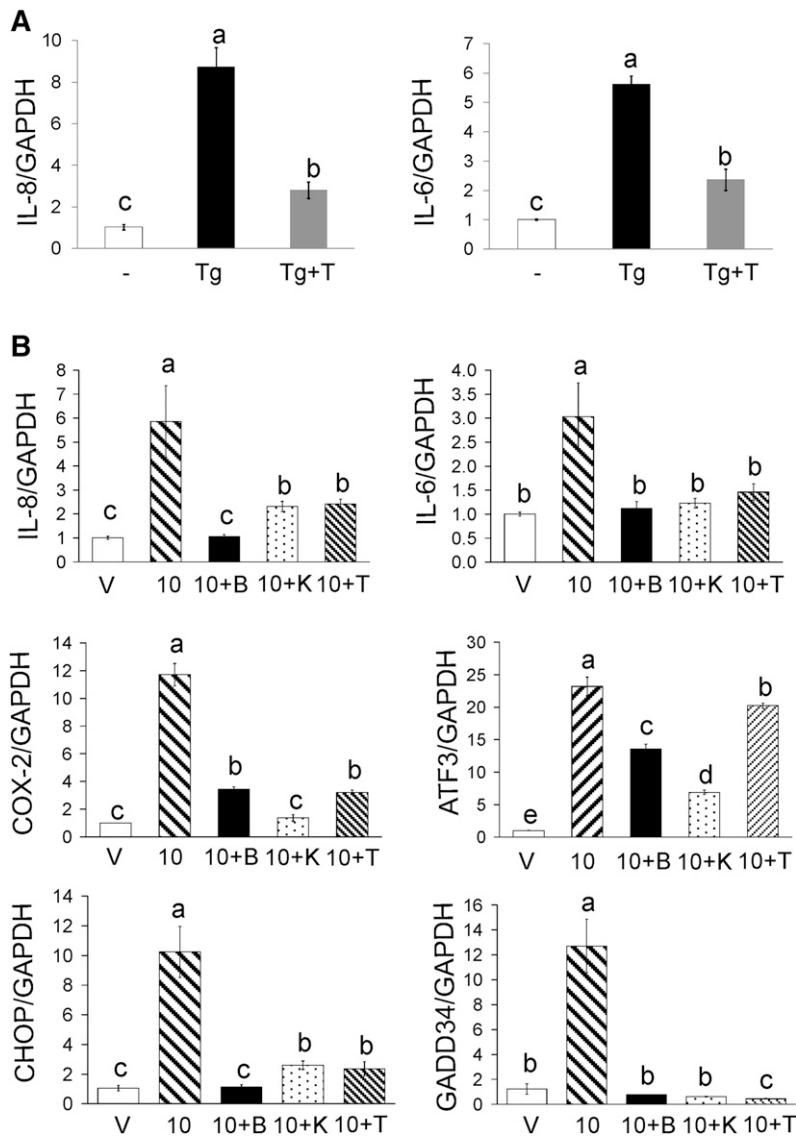 A
IL-8/GAPDH
10
8
6
4
2
0
c
a
b
-
Tg
Tg+T
IL-6/GAPDH
7
6
5
4
3
2
1
0
c
a
b
-
Tg
Tg+T
B
IL-8/GAPDH
8
7
6
5
4
3
2
1
0
c
a
c
b
b
V
10
10+B
10+K
10+T
IL-6/GAPDH
4.0
3.5
3.0
2.5
2.0
1.5
1.0
0.5
0.0
b
a
b
b
b
V
10
10+B
10+K
10+T
COX-2/GAPDH
14
12
10
8
6
4
2
0
c
a
b
c
b
V
10
10+B
10+K
10+T
ATF3/GAPDH
30
25
20
15
10
5
0
e
a
c
d
b
V
10
10+B
10+K
10+T
CHOP/GAPDH
14
12
10
8
6
4
2
0
c
a
c
b
b
V
10
10+B
10+K
10+T
GADD34/GAPDH
16
14
12
10
8
6
4
2
0
b
a
b
b
c
V
10
10+B
10+K
10+T